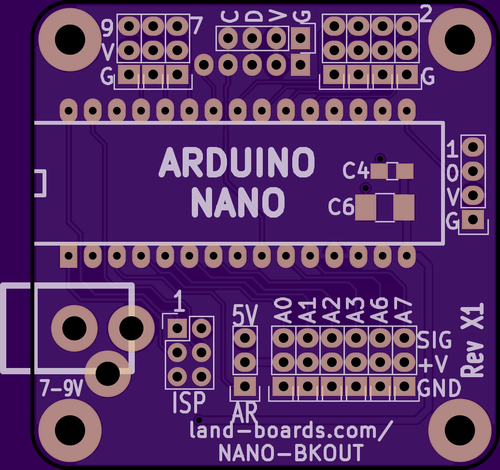 9 7 C D V G 2
V
G G
ARDUINO
NANO
C4
C6
1
0
V
G
7-9V
1
ISP
5V
AR
A0 A1 A2 A3 A6 A7
SIG
+V
GND
Rev X1
land-boards.com/
NANO-BKOUT